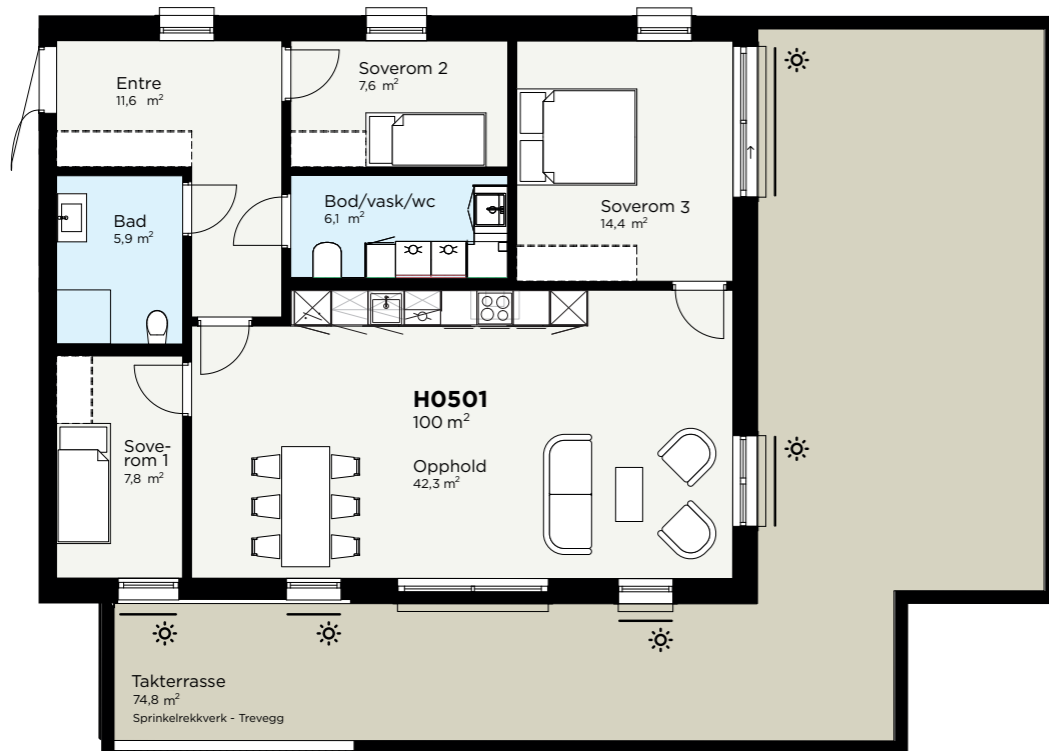 Entre
11,6 m²
Soverom 2
7,6 m²
Bad
5,9 m²
Bod/vask/wc
6,1 m²
Soverom 3
14,4 m²
H0501
100 m²
Opphold
42,3 m²
Sove-
rom 1
7,8 m²
Takterrasse
74,8 m²
Sprinkelrekkverk - Trevegg